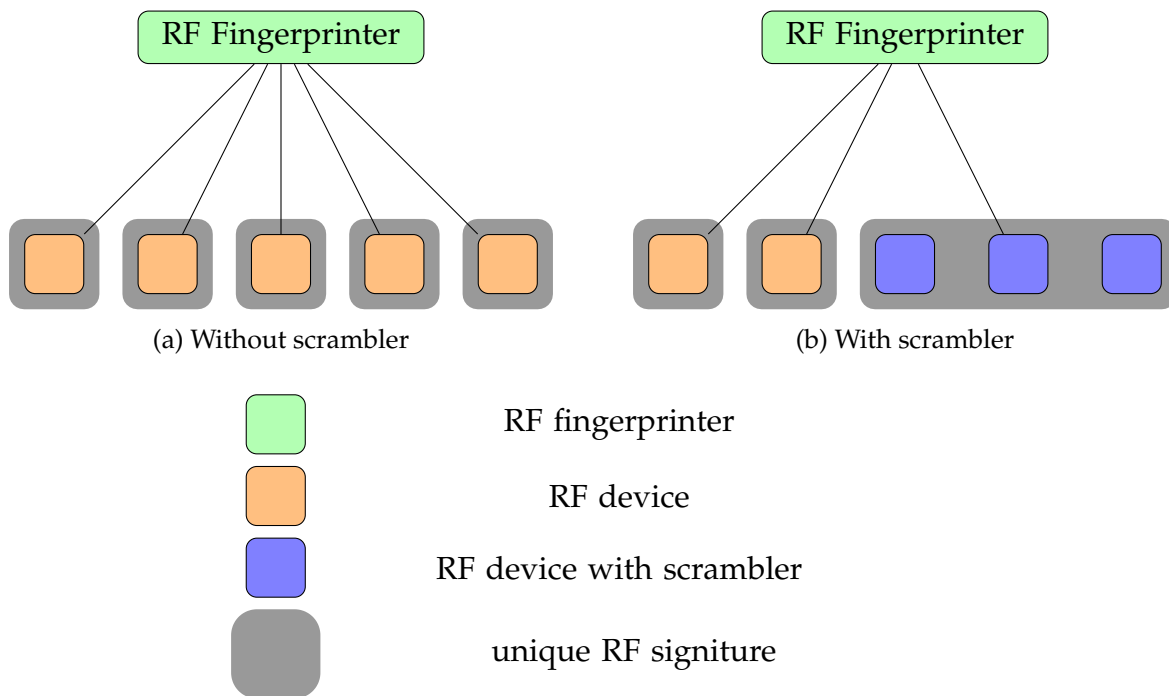 RF Fingerprinter
RF Fingerprinter
(a) Without scrambler
(b) With scrambler
RF fingerprinter
RF device
RF device with scrambler
unique RF signiture